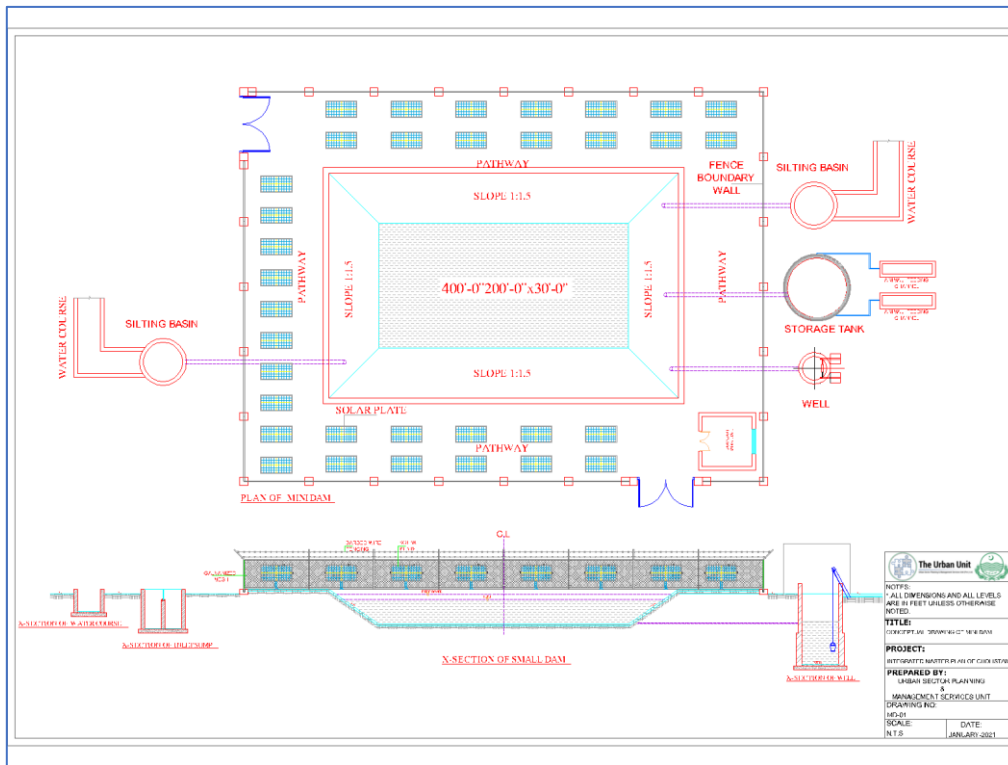 PATHWAY
FENCE
BOUNDARY
WALL
SILTING BASIN
WATER COURSE
SLOPE 1:1.5
PATHWAY
SLOPE 1:1.5
400'-0"200'-0"x30'-0"
SLOPE 1:1.5
PATHWAY
STORAGE TANK
WATER COURSE
SILTING BASIN
SLOPE 1:1.5
WELL
SOLAR PLATE
PATHWAY
PLAN OF MINI DAM
X-SECTION OF WATER COURSE
X-SECTION OF SMALL DAM
X-SECTION OF WELL
The Urban Unit
NOTES:
* ALL DIMENSIONS AND ALL LEVELS
ARE IN FEET UNLESS OTHERWISE
NOTED.
TITLE:
CONCEPTUAL DRAWING OF MINI DAM
PROJECT:
INTEGRATED MASTER PLAN OF CHOLISTAN
PREPARED BY:
URBAN SECTOR PLANNING
&
MANAGEMENT SERVICES UNIT
DRAWING NO:
MD-01
SCALE:
N.T.S
DATE:
JANUARY-2021